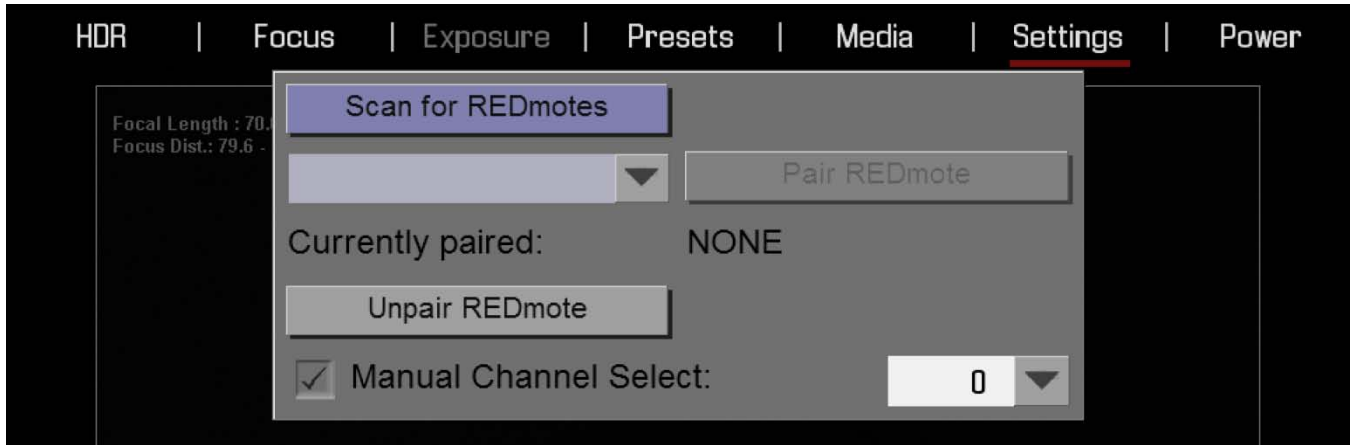 HDR | Focus | Exposure | Presets | Media | Settings | Power
Focal Length : 70.
Focus Dist.: 79.6 -
Scan for REDmotes
Pair REDmote
Currently paired: NONE
Unpair REDmote
Manual Channel Select: 0